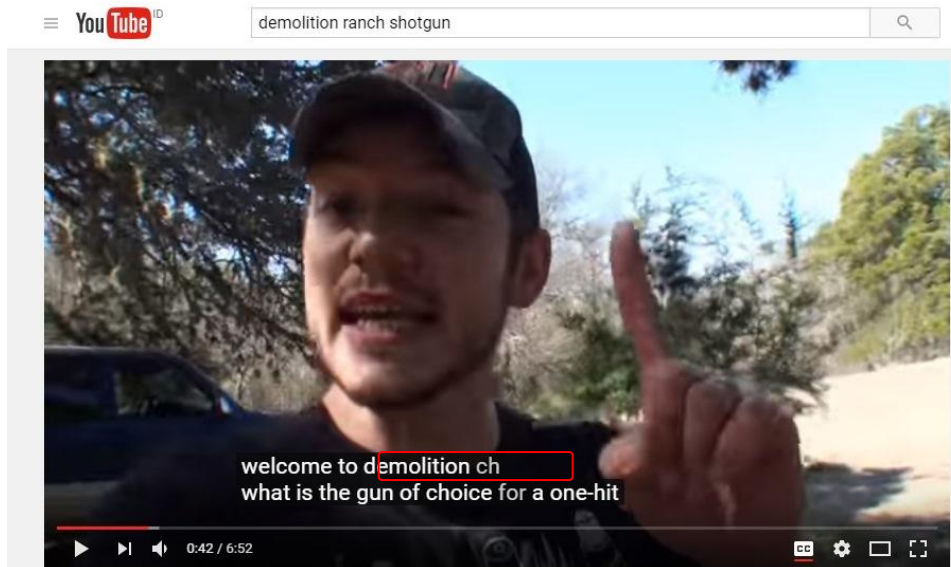 YouTube ID
demolition ranch shotgun
welcome to demolition ch
what is the gun of choice for a one-hit
0:42 / 6:52
CC